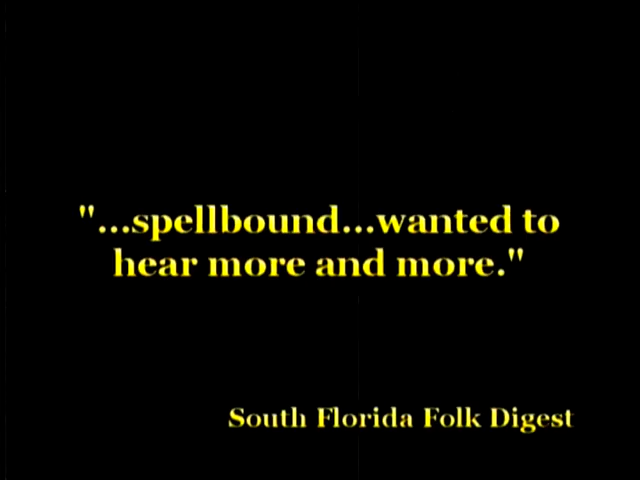 "...spellbound...wanted to
hear more and more."
South Florida Folk Digest